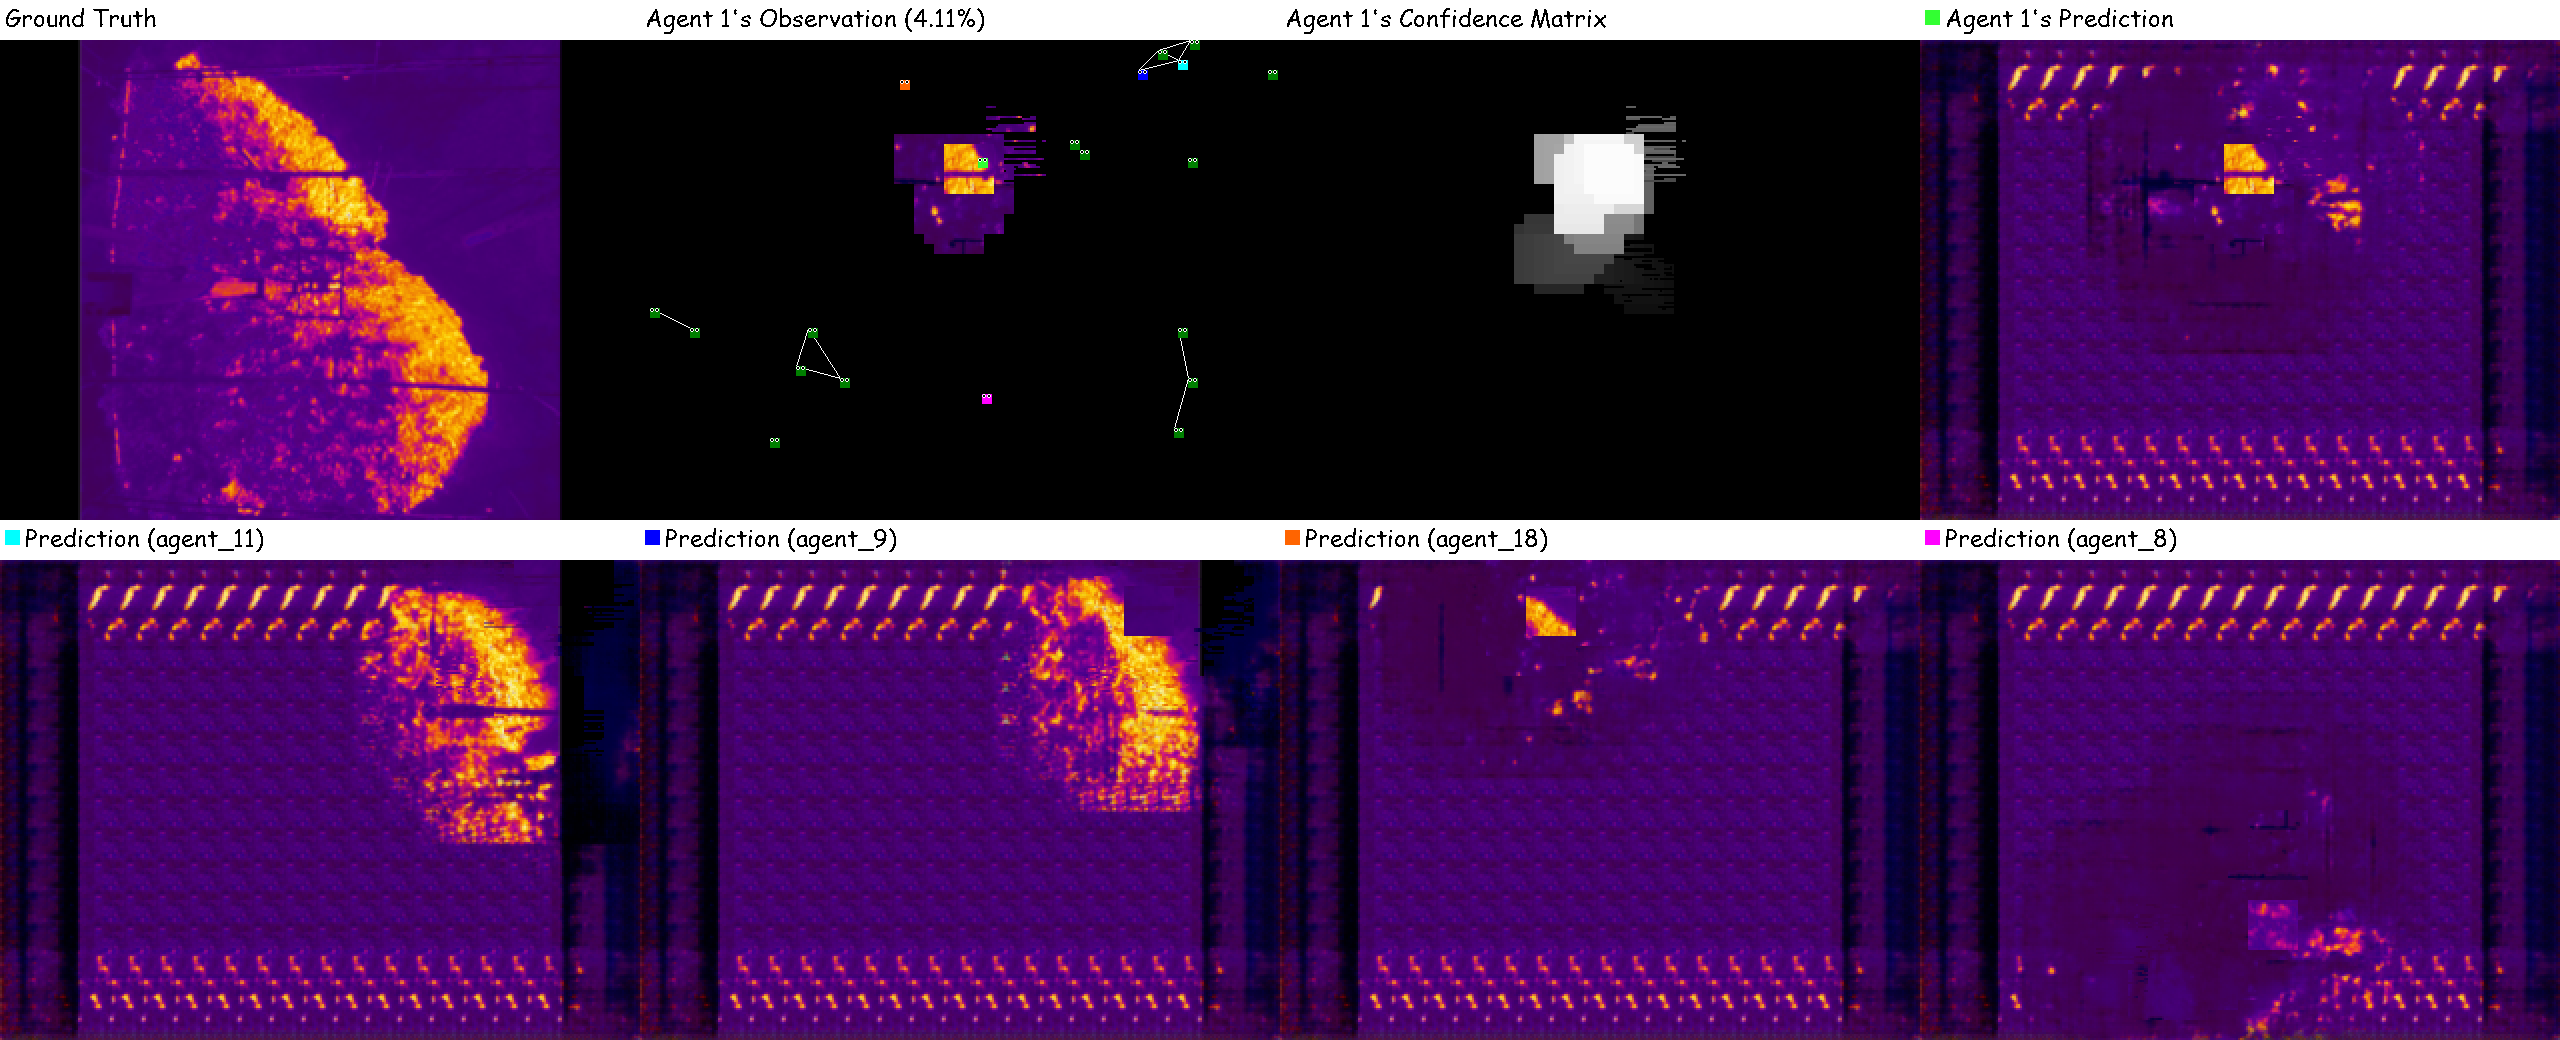 Ground Truth
Agent 1's Observation (4.11%)
Agent 1's Confidence Matrix
Agent 1's Prediction
Prediction (agent_11)
Prediction (agent_9)
Prediction (agent_18)
Prediction (agent_8)